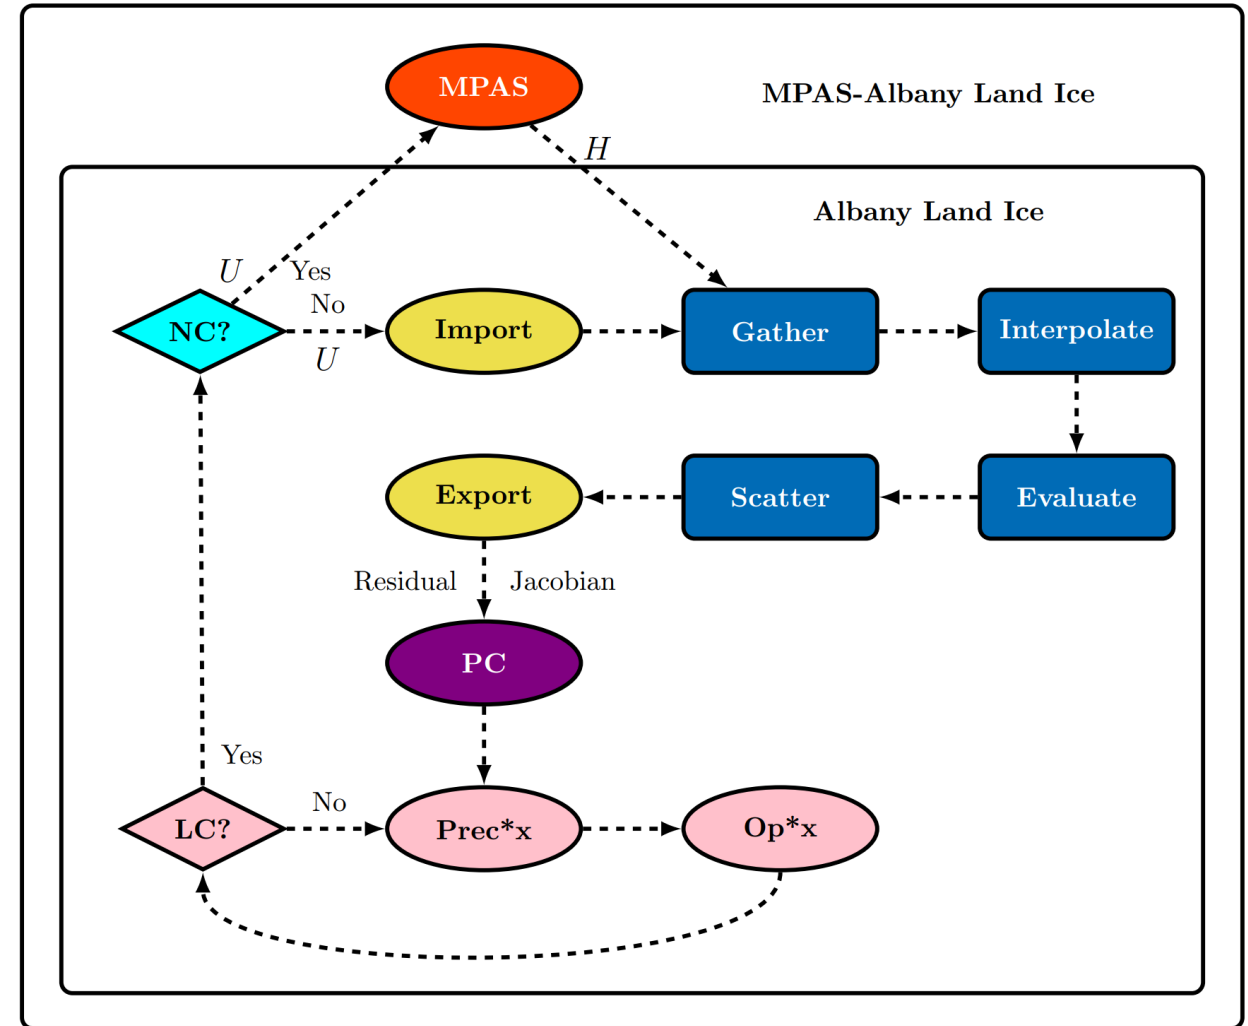 MPAS
MPAS-Albany Land Ice
H
Albany Land Ice
U
Yes
No
NC?
Import
Gather
Interpolate
U
Export
Scatter
Evaluate
Residual
Jacobian
PC
Yes
No
LC?
Prec*x
Op*x